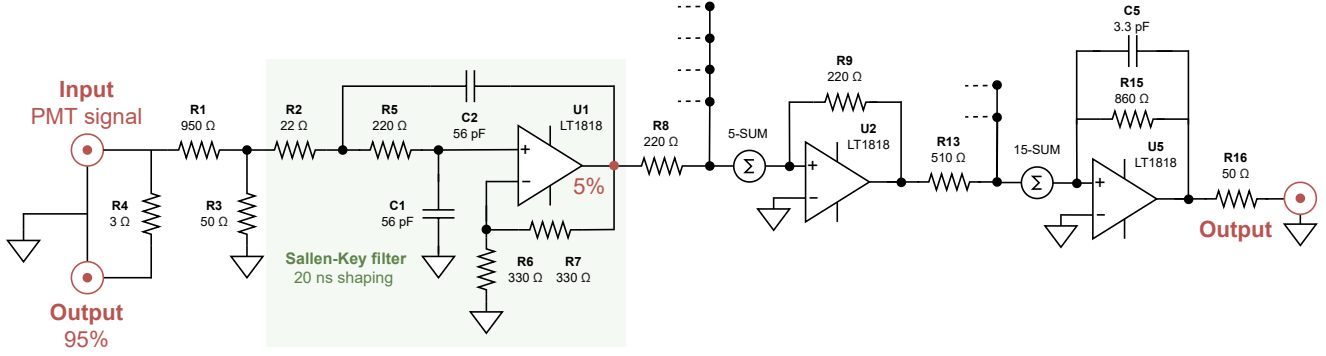 Input
PMT signal
R1
950 Ω
R2
22 Ω
R5
220 Ω
C2
56 pF
U1
LT1818
+
−
5%
R4
3 Ω
R3
50 Ω
C1
56 pF
R6
330 Ω
R7
330 Ω
Sallen-Key filter
20 ns shaping
Output
95%
R8
220 Ω
5-SUM
Σ
R9
220 Ω
U2
LT1818
+
−
R13
510 Ω
15-SUM
Σ
C5
3.3 pF
R15
860 Ω
U5
LT1818
+
−
R16
50 Ω
Output